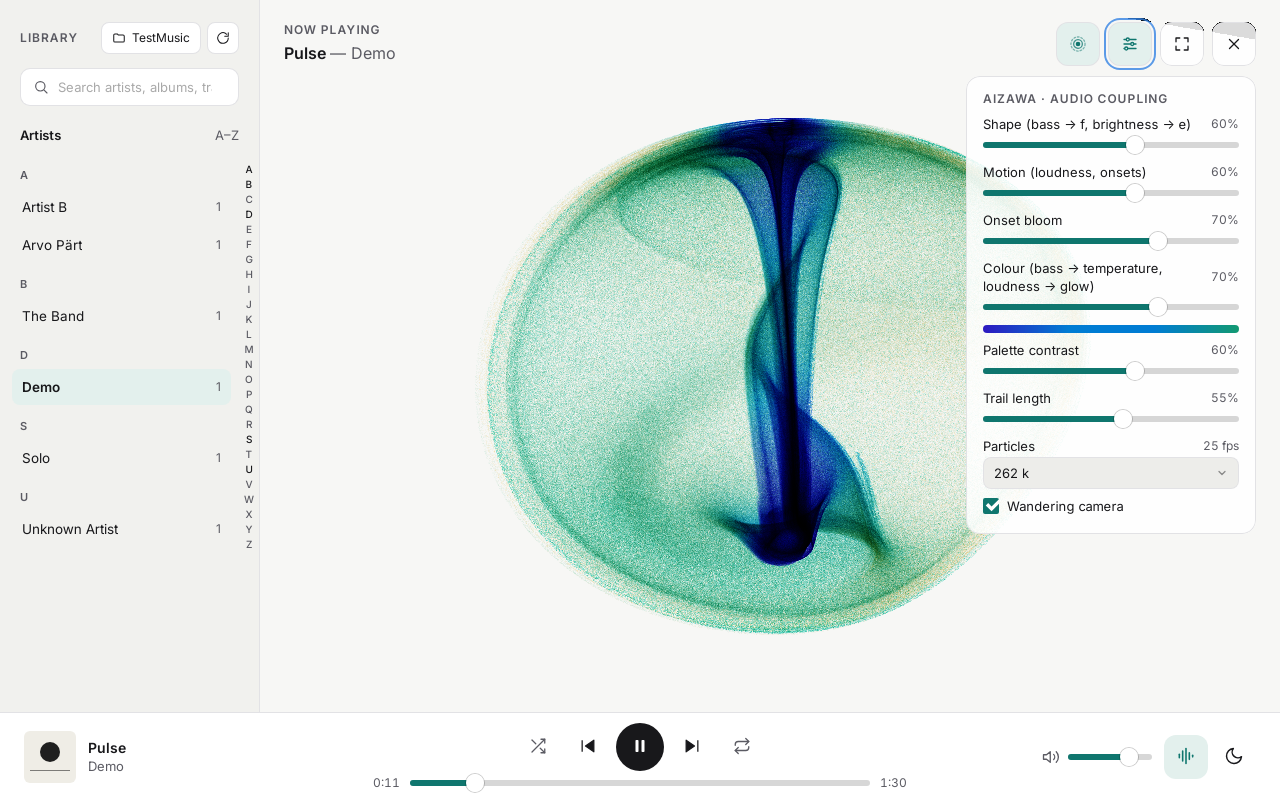 LIBRARY
TestMusic
Search artists, albums, tr
Artists
A–Z
A
Artist B
1
Arvo Pärt
1
B
The Band
1
D
Demo
1
S
Solo
1
U
Unknown Artist
1
A
B
C
D
E
F
G
H
I
J
K
L
M
N
O
P
Q
R
S
T
U
V
W
X
Y
Z
NOW PLAYING
Pulse — Demo
AIZAWA · AUDIO COUPLING
Shape (bass → f, brightness → e)
60%
Motion (loudness, onsets)
60%
Onset bloom
70%
Colour (bass → temperature,
loudness → glow)
70%
Palette contrast
60%
Trail length
55%
Particles
25 fps
262 k
Wandering camera
Pulse
Demo
0:11
1:30